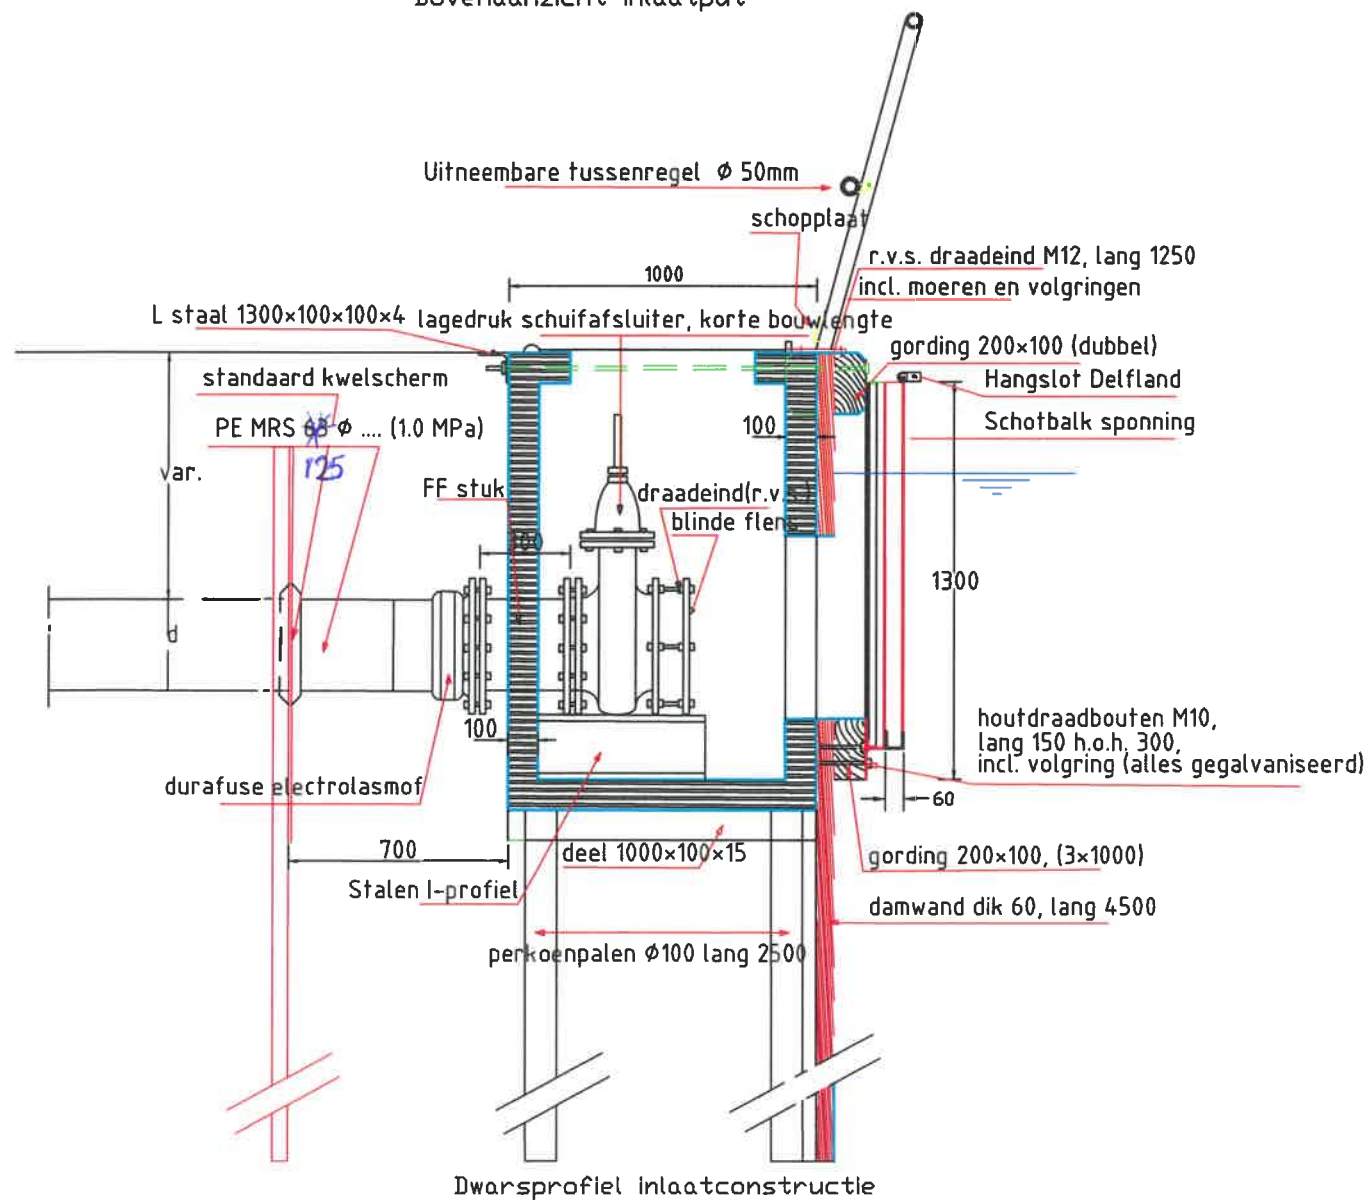 Bovenaanzicht inlaatput
Uitneembare tussenregel Ø 50mm
schopplaat
r.v.s. draadeind M12, lang 1250
incl. moeren en volgringen
1000
L staal 1300×100×100×4
lagedruk schuifafsluiter, korte bouwlengte
gording 200×100 (dubbel)
standaard kwelscherm
Hangslot Delfland
PE MRS Ø .... (1.0 MPa)
125
Schotbalk sponning
100
var.
FF stuk
draadeind(r.v.s.)
blinde flens
1300
d
100
houtdraadbouten M10,
lang 150 h.o.h. 300,
incl. volgring (alles gegalvaniseerd)
durafuse electrolasmof
60
700
deel 1000×100×15
gording 200×100, (3×1000)
Stalen I-profiel
damwand dik 60, lang 4500
perkoenpalen Ø100 lang 2500
Dwarsprofiel inlaatconstructie